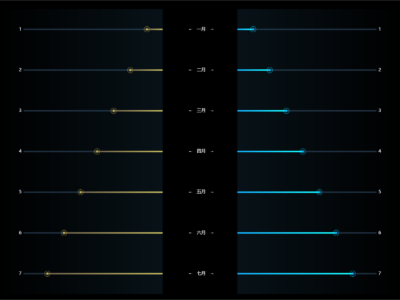 1 - 一月 - 1
2 - 二月 - 2
3 - 三月 - 3
4 - 四月 - 4
5 - 五月 - 5
6 - 六月 - 6
7 - 七月 - 7